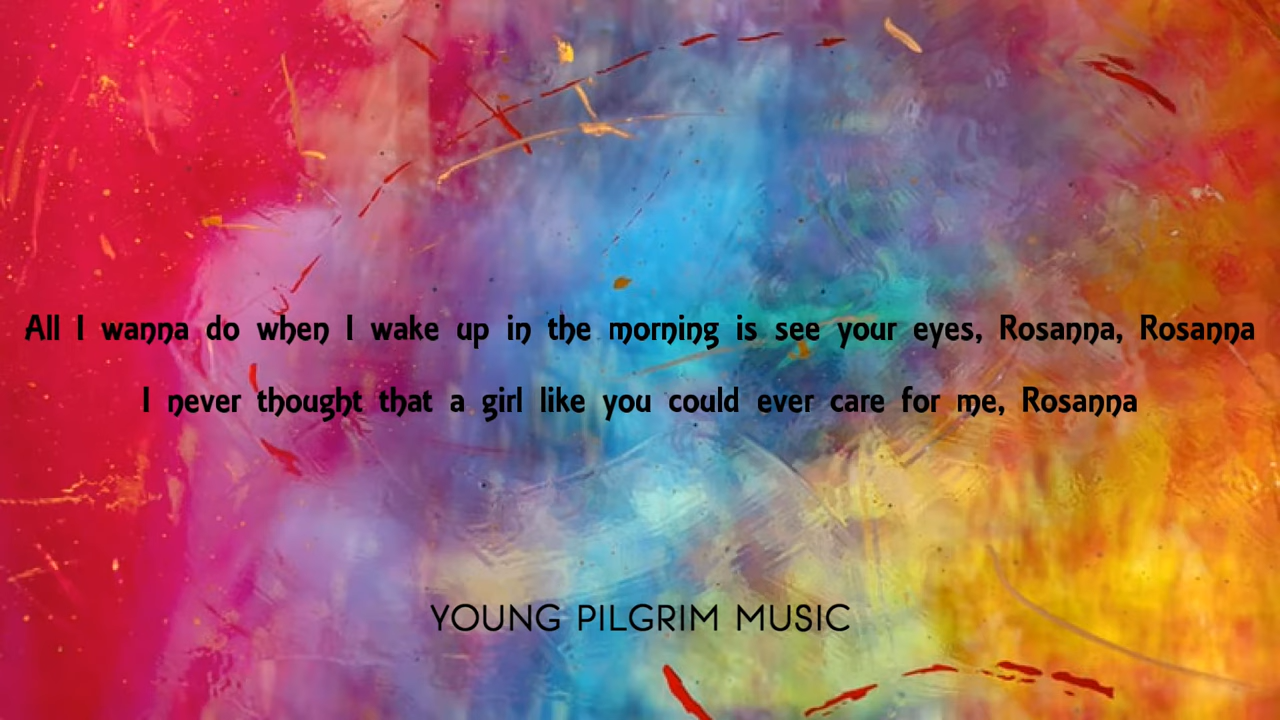 All I wanna do when I wake up in the morning is see your eyes, Rosanna, Rosanna
I never thought that a girl like you could ever care for me, Rosanna
YOUNG PILGRIM MUSIC